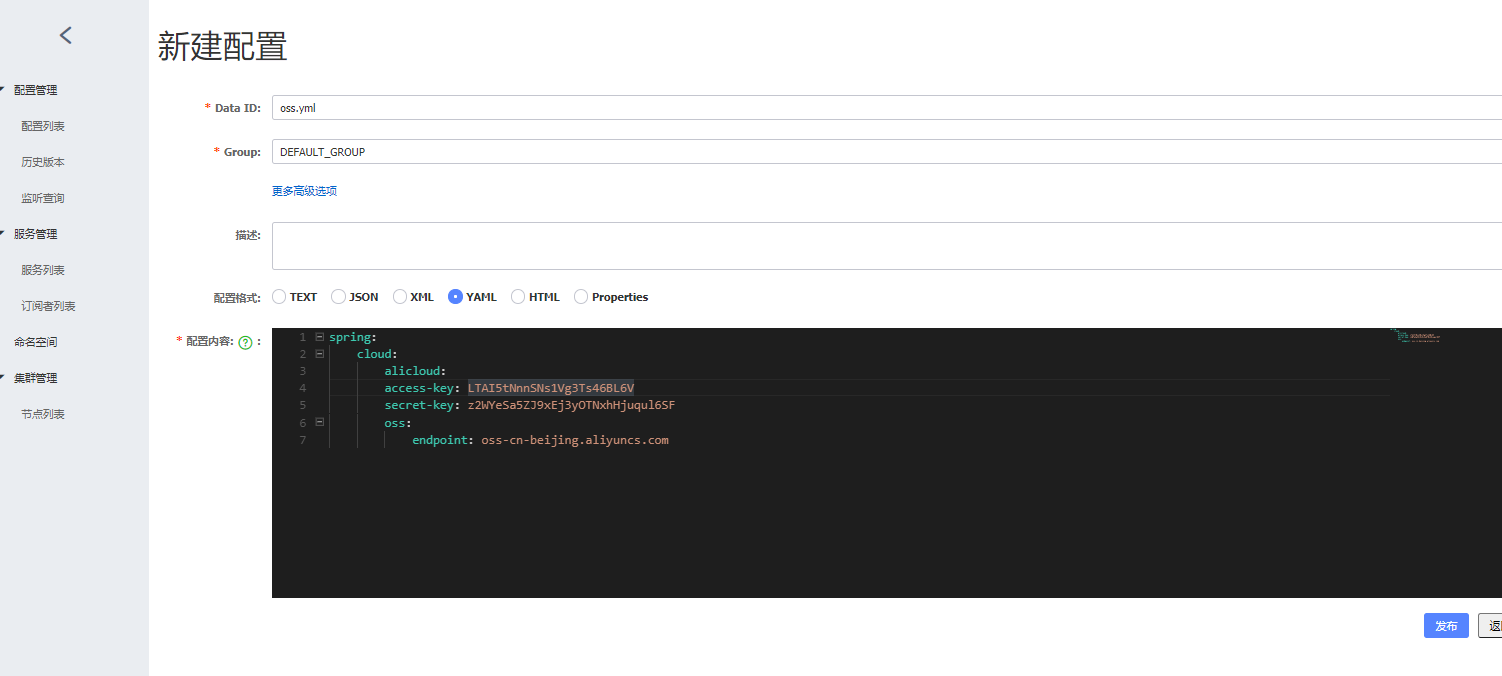 配置管理
配置列表
历史版本
监听查询
服务管理
服务列表
订阅者列表
命名空间
集群管理
节点列表
新建配置
* Data ID: oss.yml
* Group: DEFAULT_GROUP
更多高级选项
描述:
配置格式: TEXT JSON XML YAML HTML Properties
* 配置内容: ? :
1 spring:
2 cloud:
3 alicloud:
4 access-key: LTAI5tNnnSNs1Vg3Ts46BL6V
5 secret-key: z2WYeSa5ZJ9xEj3yOTNxhHjuqul6SF
6 oss:
7 endpoint: oss-cn-beijing.aliyuncs.com
发布